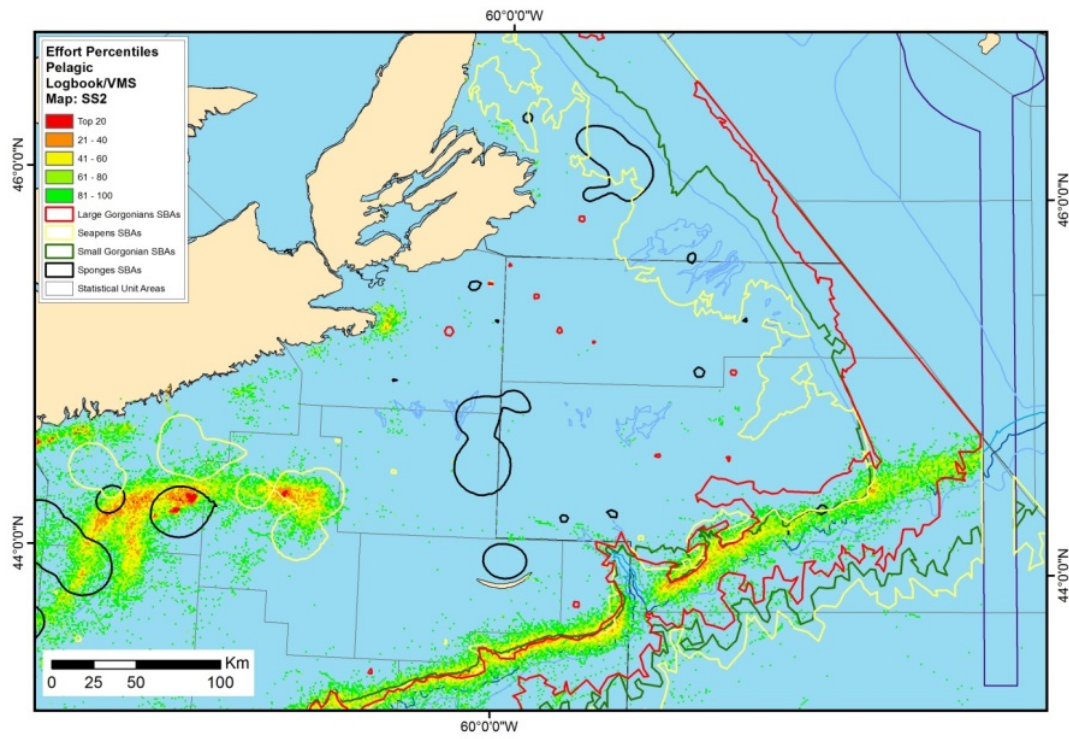 60°0'0"W
Effort Percentiles
Pelagic
Logbook/VMS
Map: SS2
Top 20
21 - 40
41 - 60
61 - 80
81 - 100
Large Gorgonians SBAs
Seapens SBAs
Small Gorgonian SBAs
Sponges SBAs
Statistical Unit Areas
46°0'0"N
46°0'0"N
44°0'0"N
44°0'0"N
Km
0 25 50 100
60°0'0"W